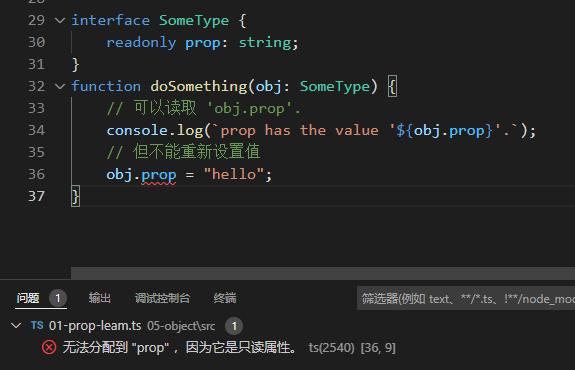 29 interface SomeType {
30 readonly prop: string;
31 }
32 function doSomething(obj: SomeType) {
33 // 可以读取 'obj.prop'.
34 console.log(`prop has the value '${obj.prop}'.`);
35 // 但不能重新设置值
36 obj.prop = "hello";
37 }
问题 1 输出 调试控制台 终端 筛选器(例如 text、**/*.ts、!**/node_mod
TS 01-prop-leam.ts 05-object\src 1
无法分配到 "prop" ，因为它是只读属性。 ts(2540) [36, 9]